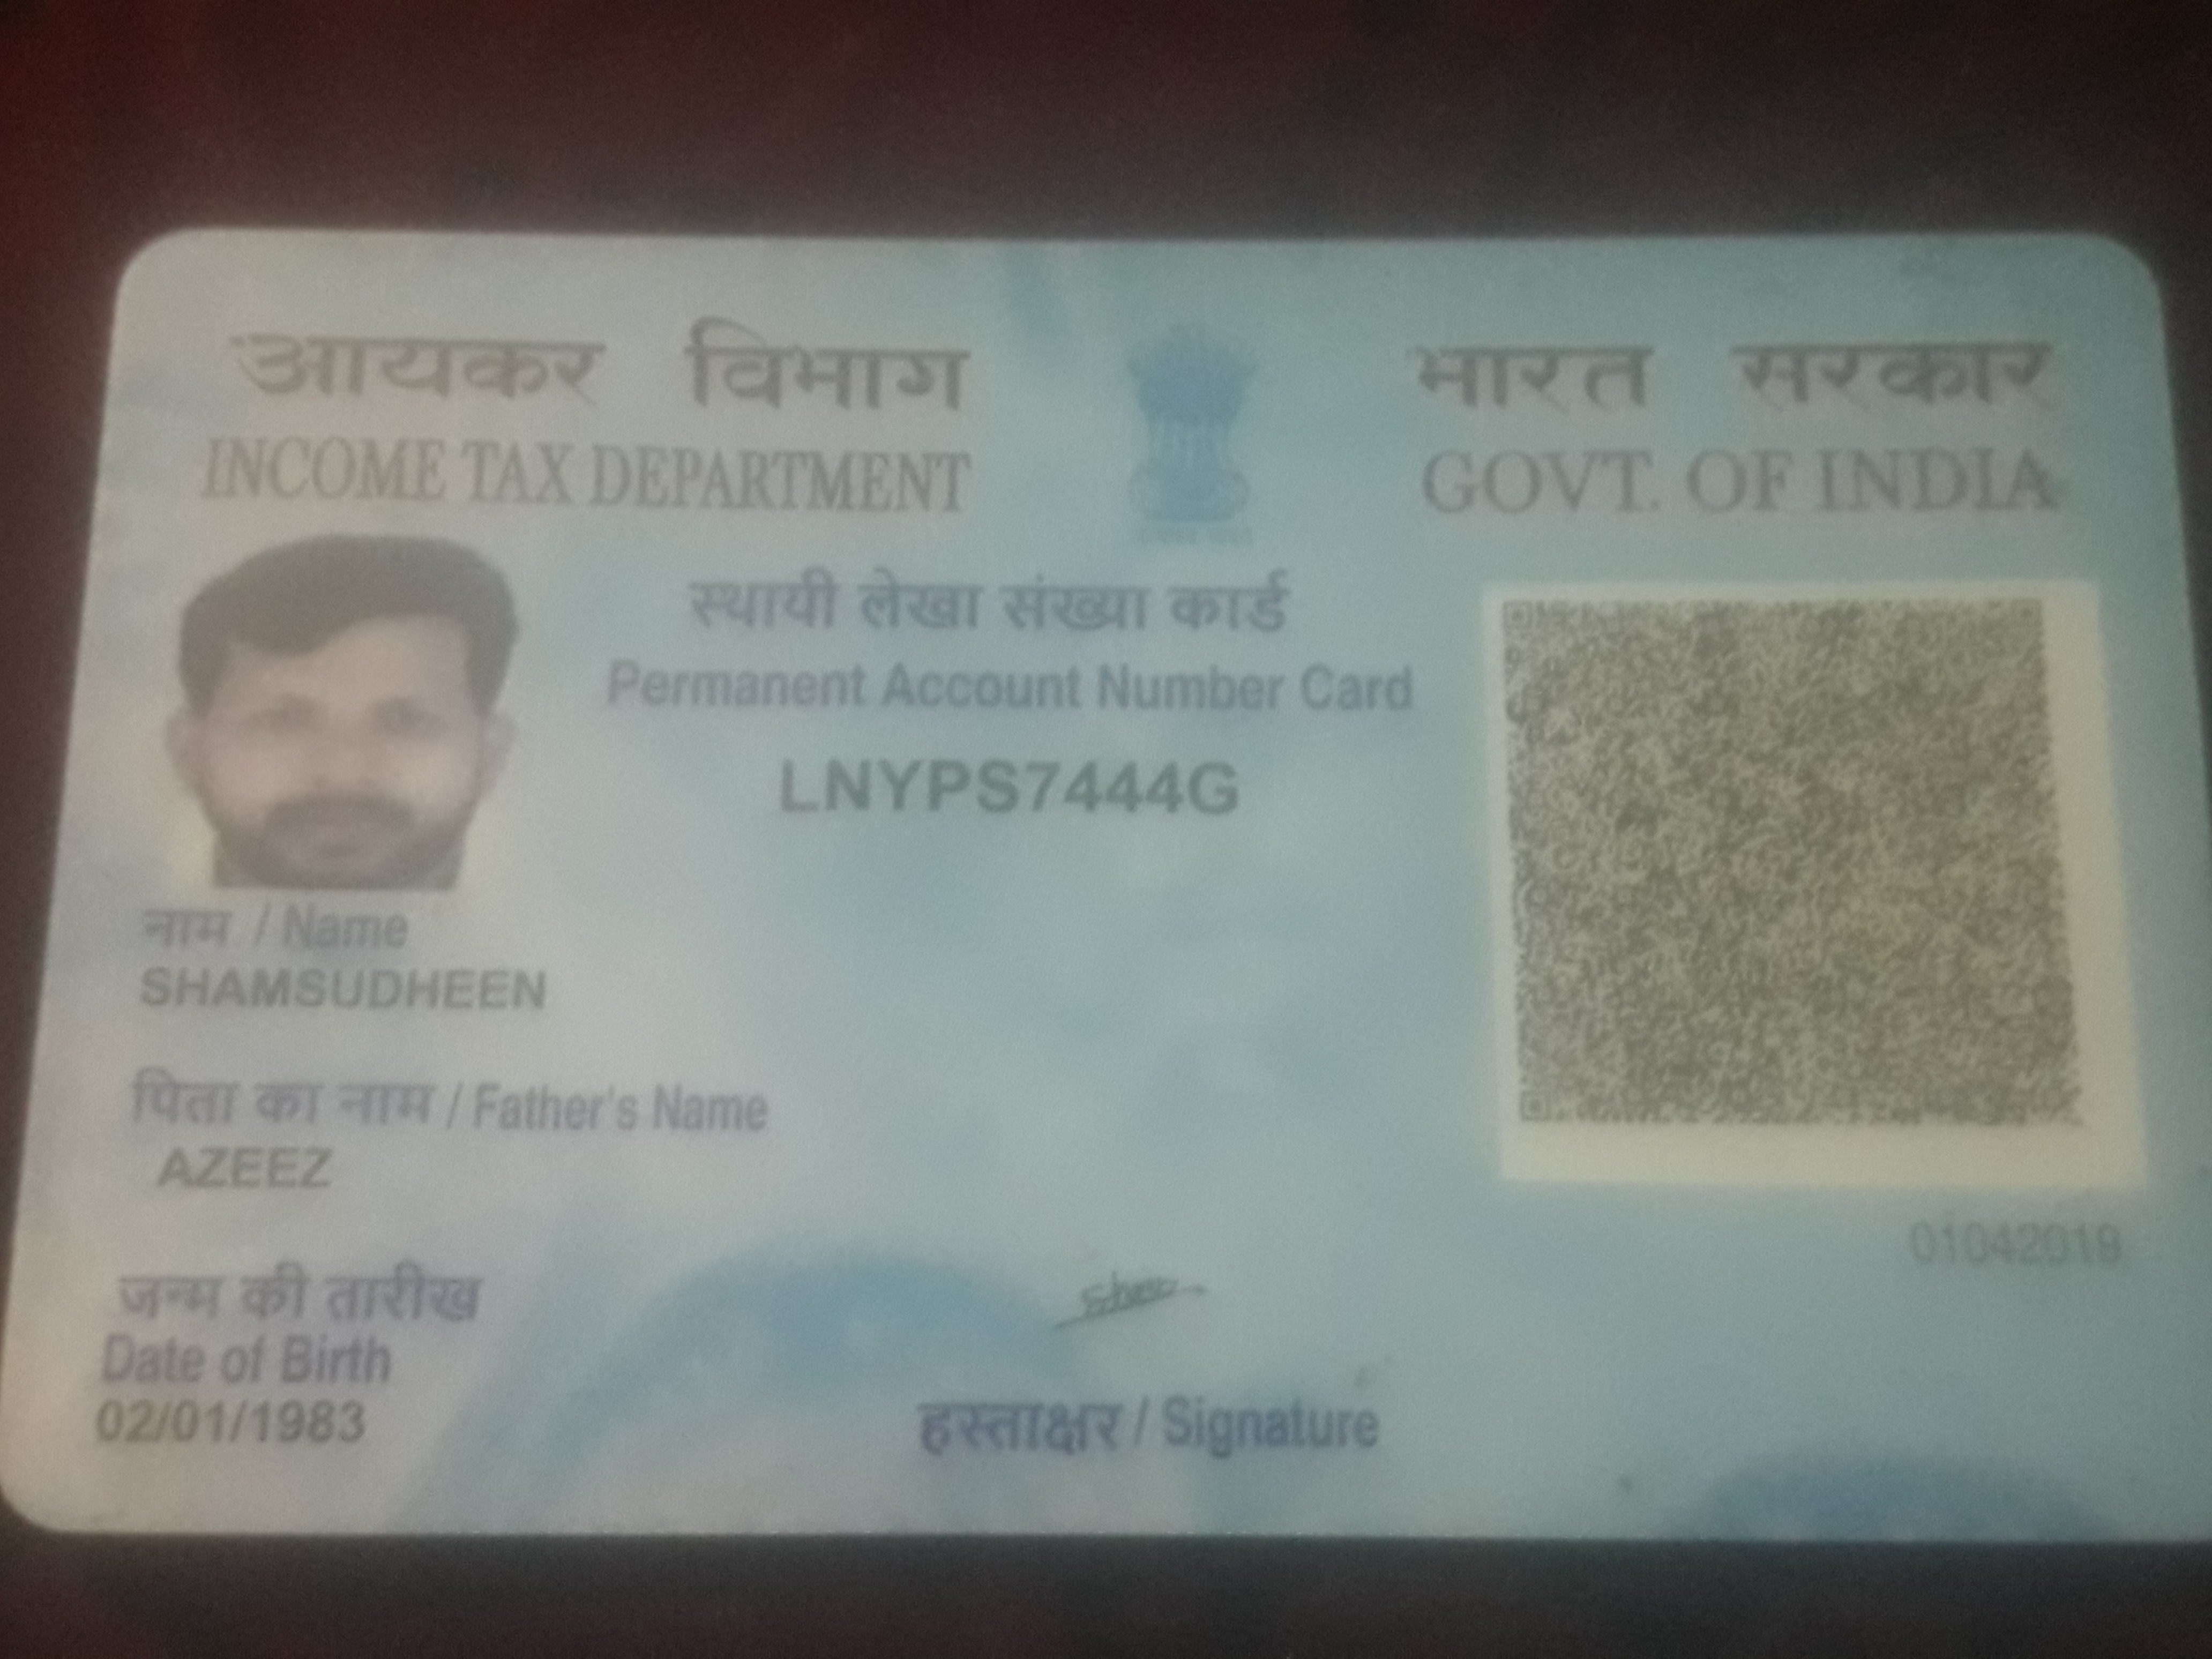 आयकर विभाग
INCOME TAX DEPARTMENT
भारत सरकार
GOVT. OF INDIA
स्थायी लेखा संख्या कार्ड
Permanent Account Number Card
LNYPS7444G
नाम / Name
SHAMSUDHEEN
पिता का नाम / Father's Name
AZEEZ
01042019
जन्म की तारीख
Date of Birth
02/01/1983
हस्ताक्षर / Signature